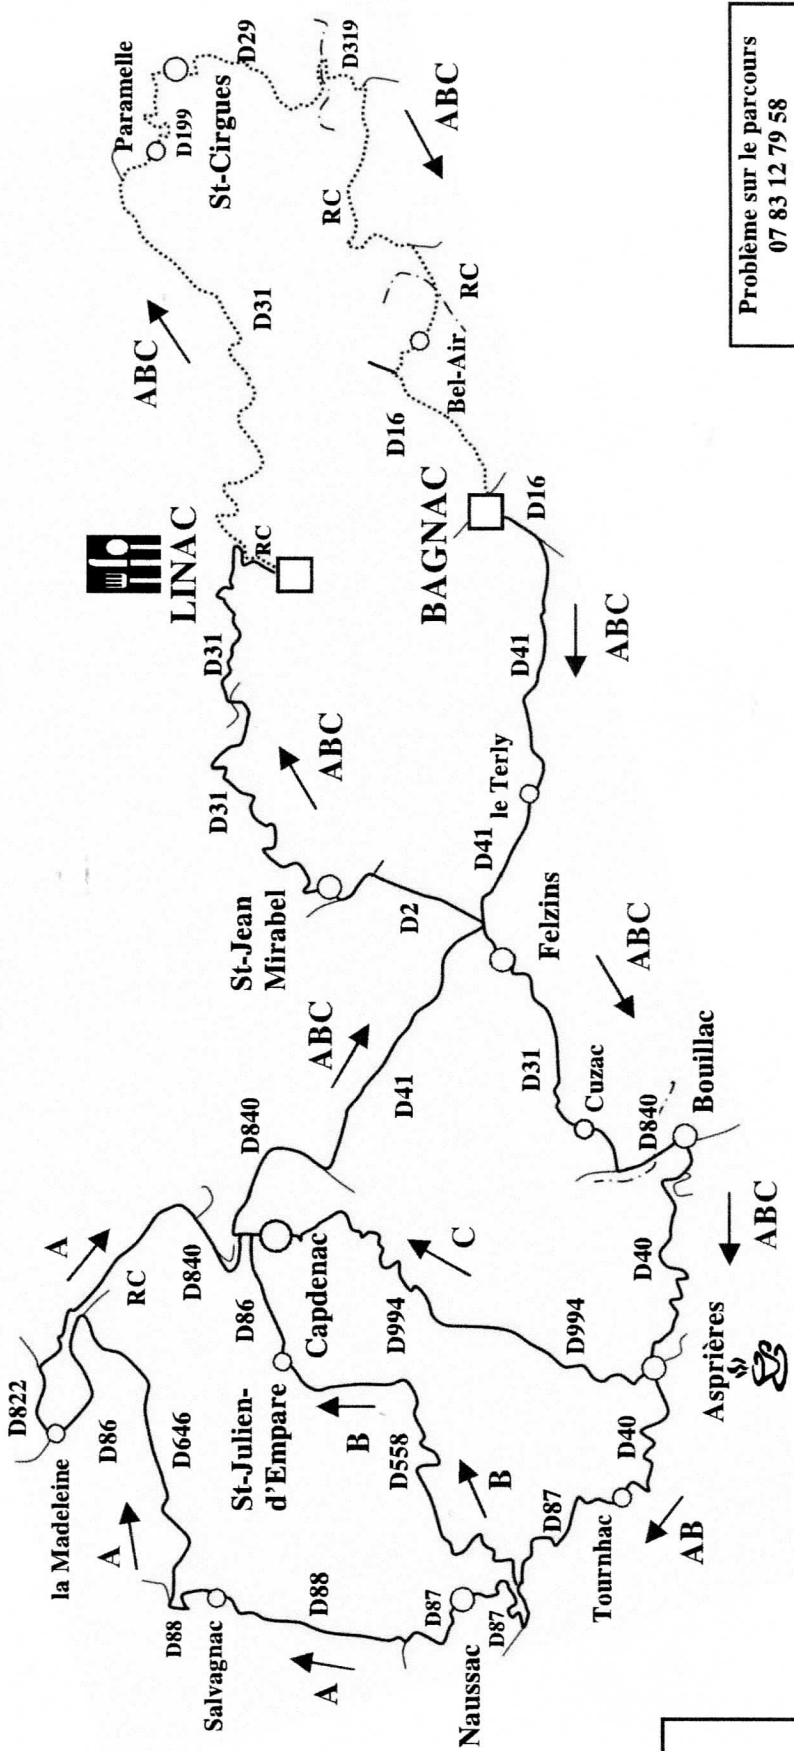 D822
la Madeleine
D86
A
RC
A
D646
D840
D88
Salvagnac
D88
A
D86
D840
St-Julien-
d'Empare
B
Capdenac
D994
C
D87
Naussac
D87
D558
B
D87
Tournhac
AB
D40
D994
Asprières
D40
ABC
Bouillac
D840
Cuzac
D31
ABC
Felzins
D41
ABC
D2
St-Jean
Mirabel
D31
ABC
D31
LINAC
RC
D41
le Terly
D41
ABC
BAGNAC
D16
D16
Bel-Air
RC
RC
ABC
D31
ABC
Paramelle
D199
St-Cirgues
D29
D319
Problème sur le parcours
07 83 12 79 58